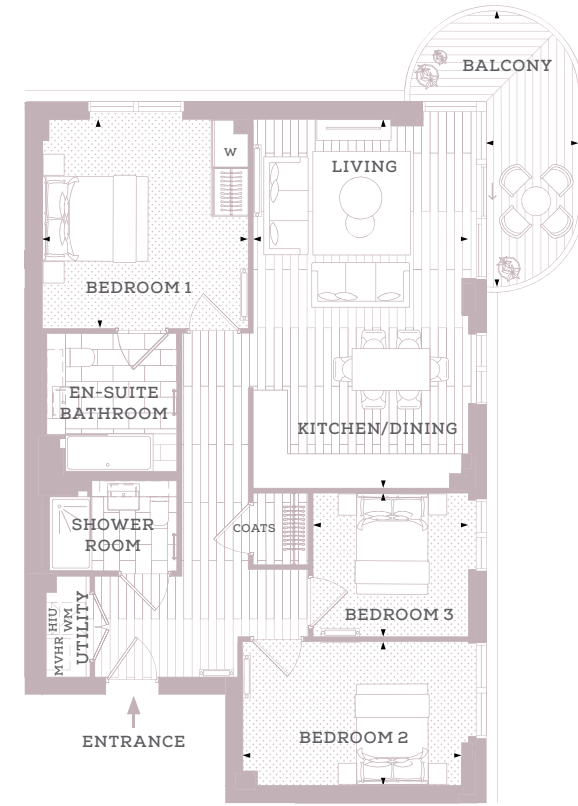 BALCONY
W
LIVING
BEDROOM 1
EN-SUITE
BATHROOM
KITCHEN/DINING
SHOWER
ROOM
COATS
BEDROOM 3
MVHR HIU
WM
UTILITY
BEDROOM 2
ENTRANCE